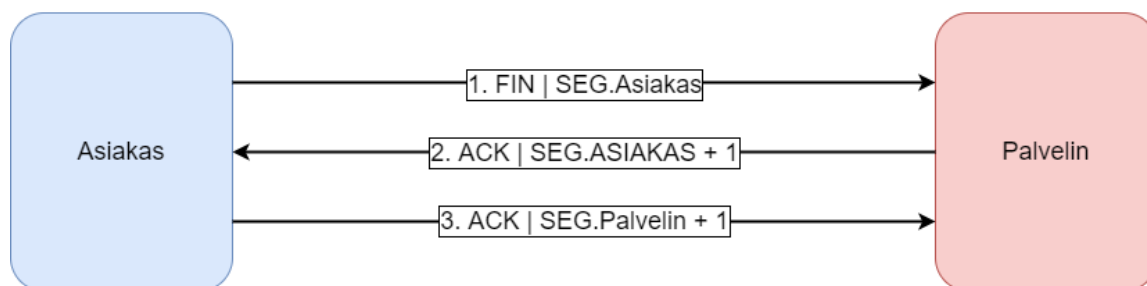 1. FIN | SEG.Asiakas
Asiakas
2. ACK | SEG.ASIAKAS + 1
Palvelin
3. ACK | SEG.Palvelin + 1